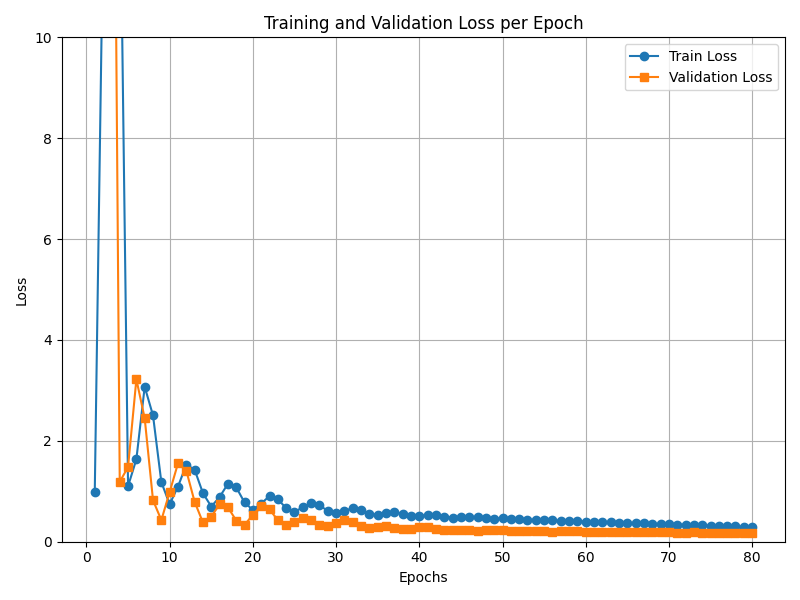 Training and Validation Loss per Epoch
Train Loss
Validation Loss
Loss
10
8
6
4
2
0
0 10 20 30 40 50 60 70 80
Epochs